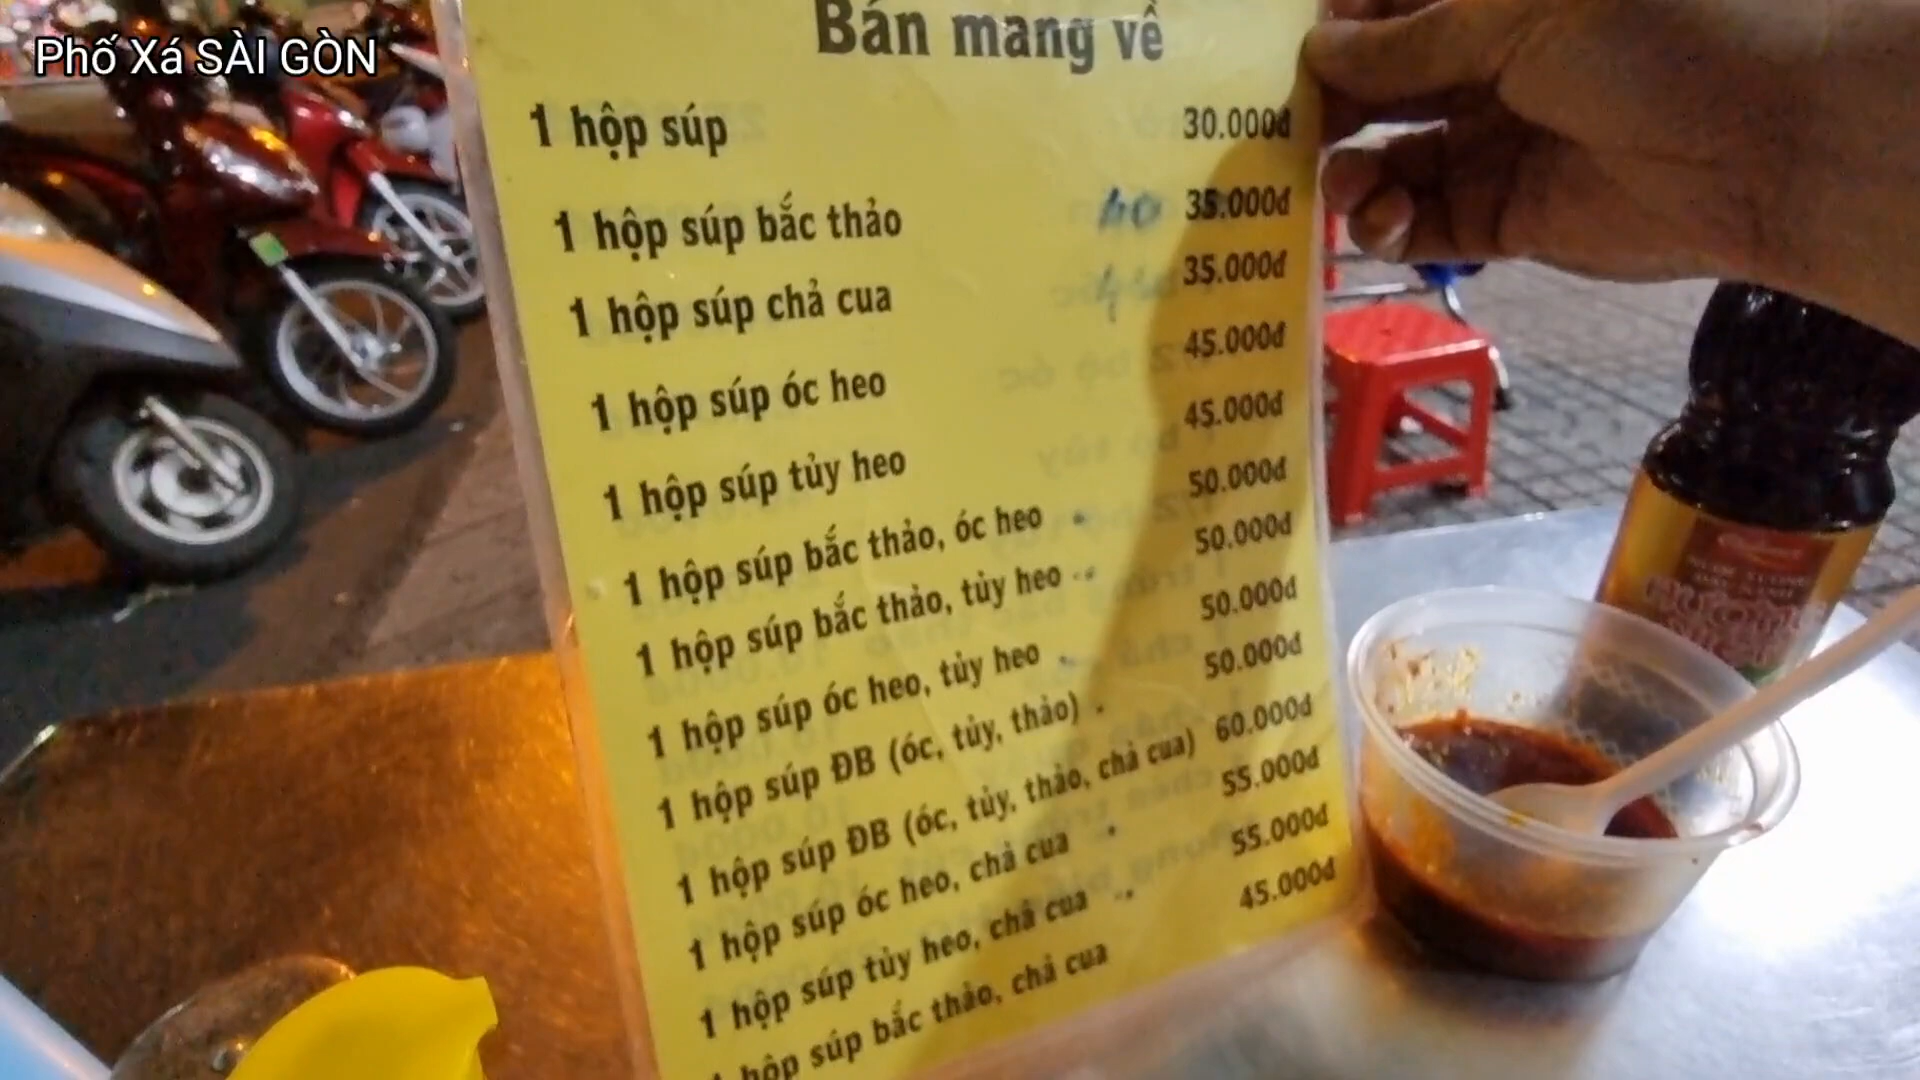 Phố Xá SÀI GÒN
Bán mang về
1 hộp súp 30.000đ
1 hộp súp bắc thảo 40 35.000đ
1 hộp súp chả cua 35.000đ
1 hộp súp óc heo 45.000đ
1 hộp súp tủy heo 45.000đ
1 hộp súp bắc thảo, óc heo 50.000đ
1 hộp súp bắc thảo, tủy heo 50.000đ
1 hộp súp óc heo, tủy heo 50.000đ
1 hộp súp ĐB (óc, tủy, thảo) 50.000đ
1 hộp súp ĐB (óc, tủy, thảo, chả cua) 60.000đ
1 hộp súp óc heo, chả cua 55.000đ
1 hộp súp tủy heo, chả cua 55.000đ
1 hộp súp bắc thảo, chả cua 45.000đ